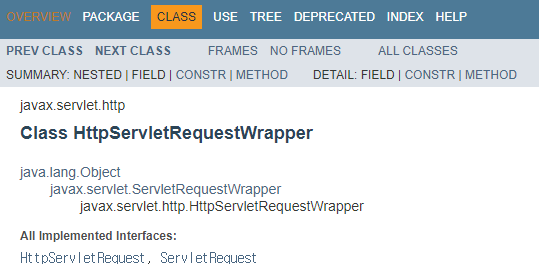 OVERVIEW PACKAGE CLASS USE TREE DEPRECATED INDEX HELP
PREV CLASS NEXT CLASS FRAMES NO FRAMES ALL CLASSES
SUMMARY: NESTED | FIELD | CONSTR | METHOD DETAIL: FIELD | CONSTR | METHOD
javax.servlet.http
Class HttpServletRequestWrapper
java.lang.Object
javax.servlet.ServletRequestWrapper
javax.servlet.http.HttpServletRequestWrapper
All Implemented Interfaces:
HttpServletRequest, ServletRequest